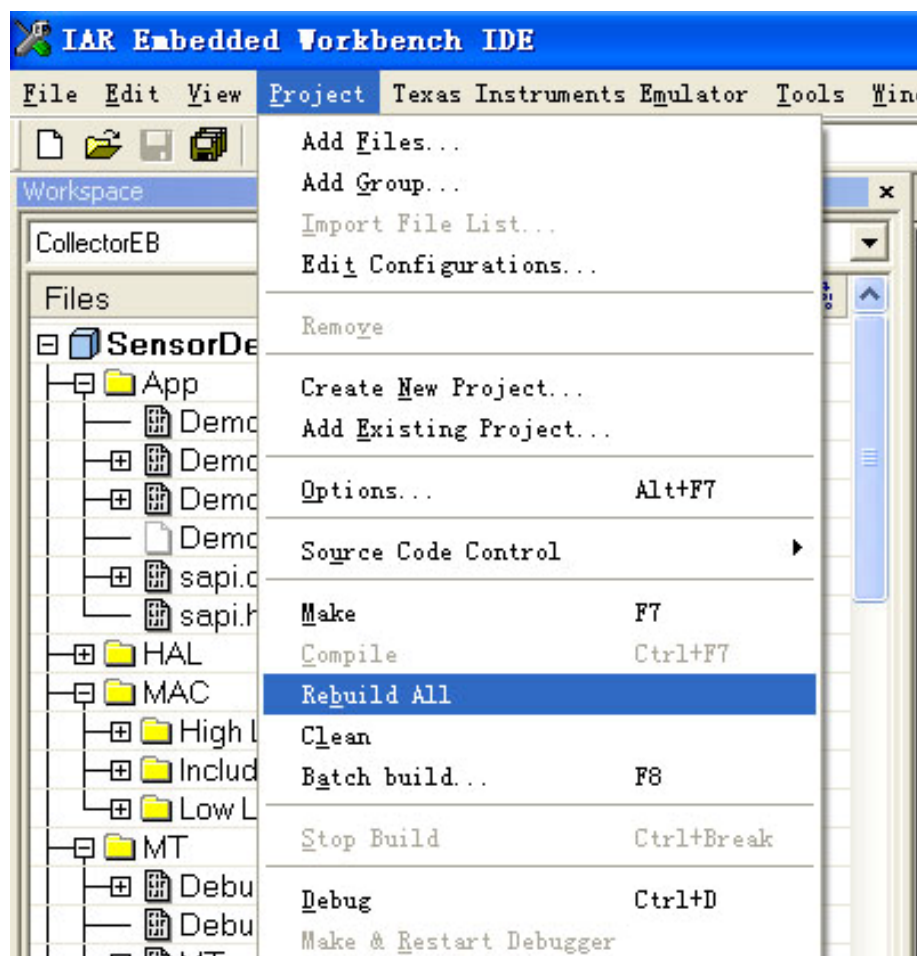 IAR Embedded Workbench IDE
File Edit View Project Texas Instruments Emulator Tools
Workspace
CollectorEB
Files
SensorDe
App
Demo
Demo
Demo
Demo
sapi.c
sapi.h
HAL
MAC
High L
Includ
Low L
MT
Debu
Debu
Add Files...
Add Group...
Import File List...
Edit Configurations...
Remove
Create New Project...
Add Existing Project...
Options... Alt+F7
Source Code Control
Make F7
Compile Ctrl+F7
Rebuild All
Clean
Batch build... F8
Stop Build Ctrl+Break
Debug Ctrl+D
Make & Restart Debugger